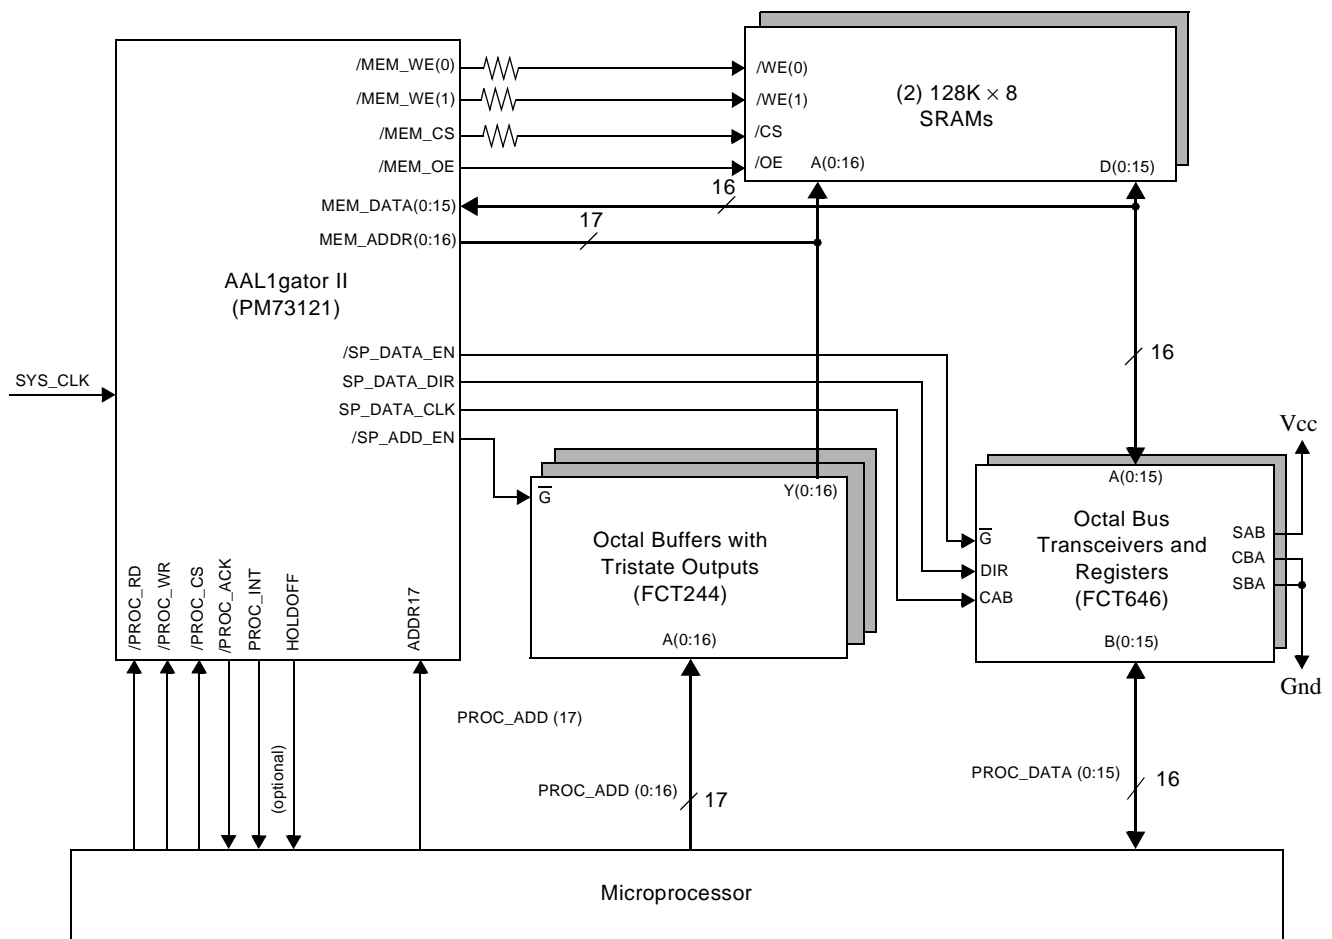 /MEM_WE(0)
/MEM_WE(1)
/MEM_CS
/MEM_OE
MEM_DATA(0:15)
MEM_ADDR(0:16)
AAL1gator II
(PM73121)
/SP_DATA_EN
SP_DATA_DIR
SP_DATA_CLK
/SP_ADD_EN
SYS_CLK
/PROC_RD
/PROC_WR
/PROC_CS
/PROC_ACK
PROC_INT
HOLDOFF
ADDR17
/WE(0)
/WE(1)
/CS
/OE
A(0:16)
D(0:15)
(2) 128K × 8
SRAMs
16
17
16
G
Y(0:16)
Octal Buffers with
Tristate Outputs
(FCT244)
A(0:16)
A(0:15)
Octal Bus
Transceivers and
Registers
(FCT646)
G
DIR
CAB
SAB
CBA
SBA
B(0:15)
Vcc
Gnd
(optional)
PROC_ADD (17)
PROC_ADD (0:16)
17
PROC_DATA (0:15)
16
Microprocessor